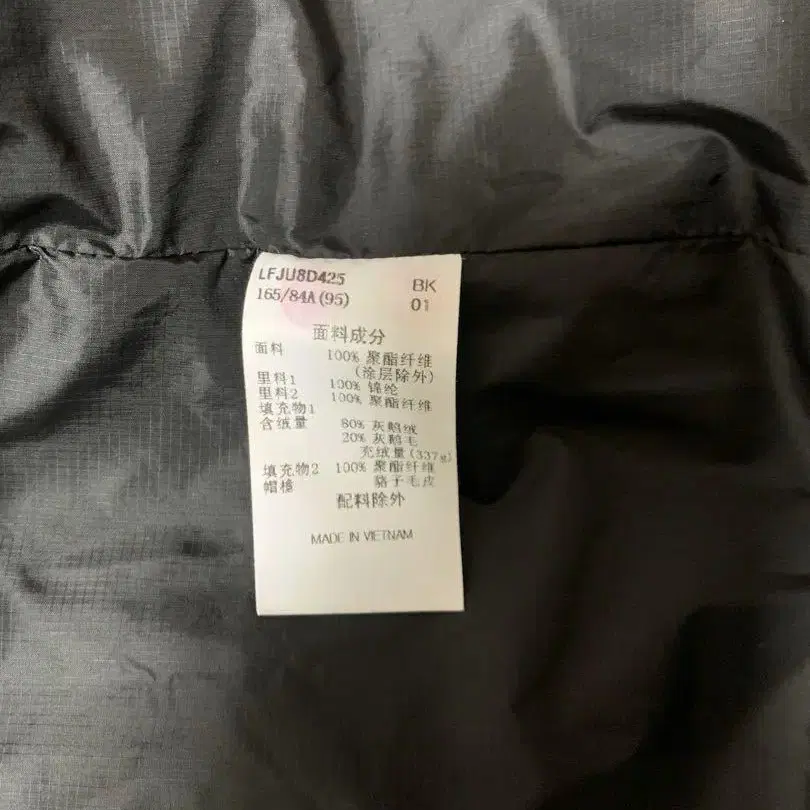 LFJU8D425 BK
165/84A(95) 01
面料成分
面料 100% 聚酯纤维
(涂层除外)
里料1 100% 锦纶
里料2 100% 聚酯纤维
填充物1
含绒量 80% 灰鹅绒
20% 灰鹅毛
充绒量(337g)
填充物2 100% 聚酯纤维
帽檐 貉子毛皮
配料除外
MADE IN VIETNAM